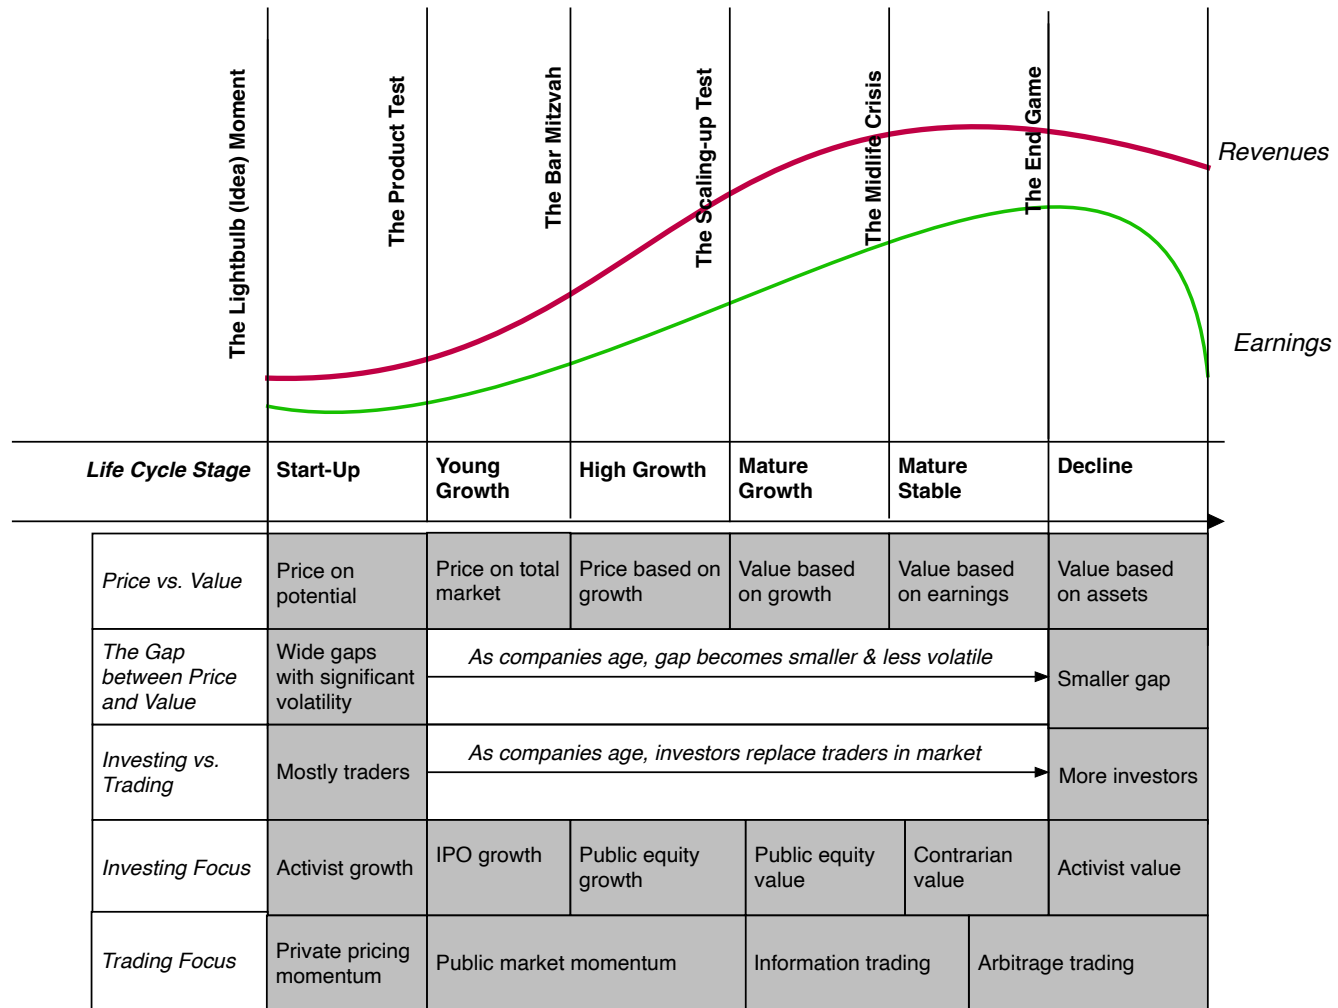 The Lightbulb (Idea) Moment
The Product Test
The Bar Mitzvah
The Scaling-up Test
The Midlife Crisis
The End Game
Revenues
Earnings
Life Cycle Stage
Start-Up
Young
Growth
High Growth
Mature
Growth
Mature
Stable
Decline
Price vs. Value
Price on
potential
Price on total
market
Price based on
growth
Value based
on growth
Value based
on earnings
Value based
on assets
The Gap
between Price
and Value
Wide gaps
with significant
volatility
As companies age, gap becomes smaller & less volatile
Smaller gap
Investing vs.
Trading
Mostly traders
As companies age, investors replace traders in market
More investors
Investing Focus
Activist growth
IPO growth
Public equity
growth
Public equity
value
Contrarian
value
Activist value
Trading Focus
Private pricing
momentum
Public market momentum
Information trading
Arbitrage trading